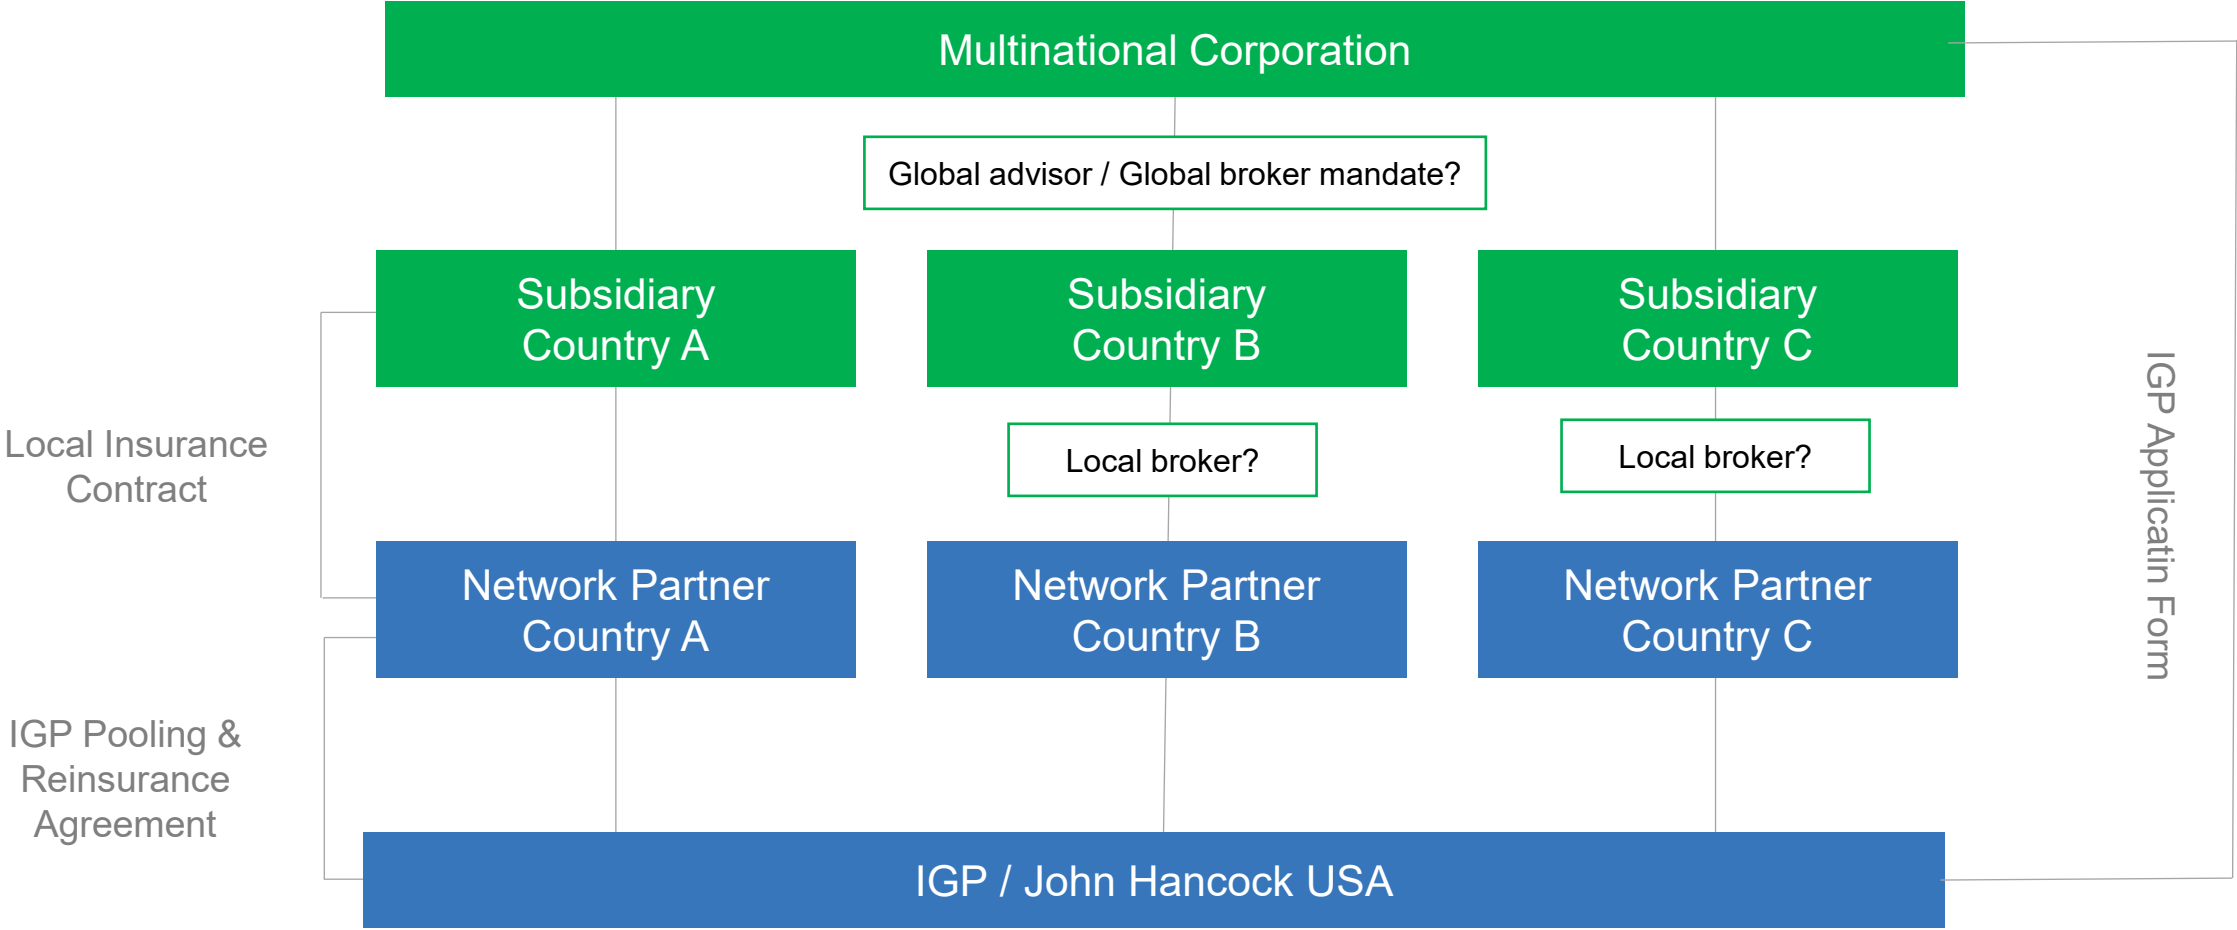 Multinational Corporation
Global advisor / Global broker mandate?
Subsidiary
Country A
Subsidiary
Country B
Subsidiary
Country C
Local Insurance
Contract
Local broker?
Local broker?
IGP Applicatin Form
Network Partner
Country A
Network Partner
Country B
Network Partner
Country C
IGP Pooling &
Reinsurance
Agreement
IGP / John Hancock USA